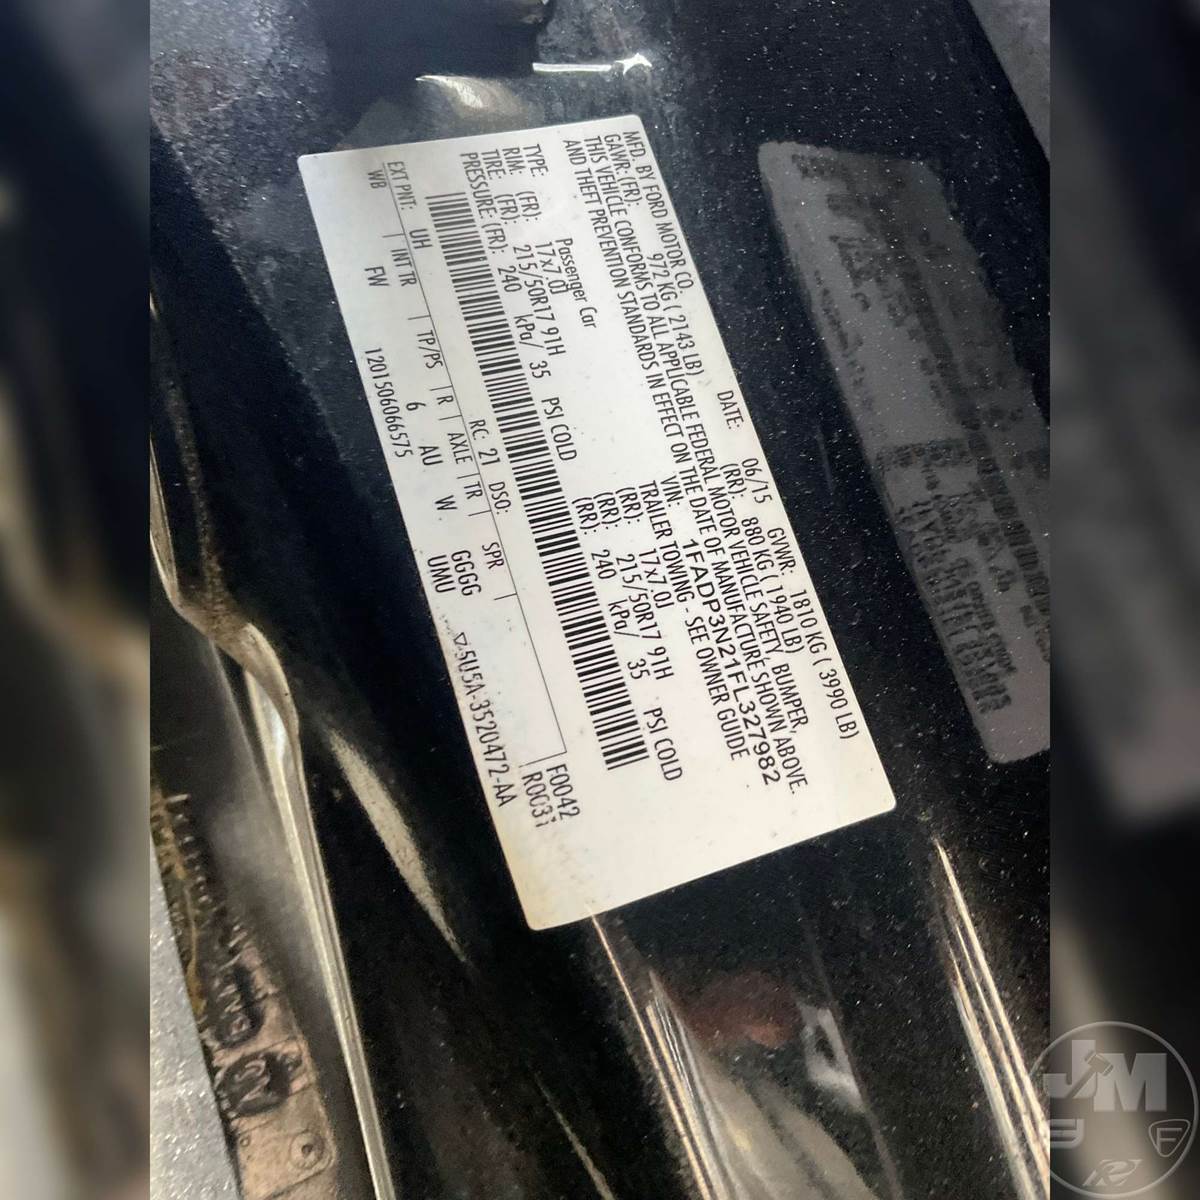 MFD. BY FORD MOTOR CO.
DATE: 06/15 GVWR: 1810 KG ( 3990 LB)
GAWR: (FR): 972 KG ( 2143 LB) (RR): 880 KG ( 1940 LB)
THIS VEHICLE CONFORMS TO ALL APPLICABLE FEDERAL MOTOR VEHICLE SAFETY, BUMPER,
AND THEFT PREVENTION STANDARDS IN EFFECT ON THE DATE OF MANUFACTURE SHOWN ABOVE.
VIN: 1FADP3N21FL327982
TYPE: Passenger Car TRAILER TOWING - SEE OWNER GUIDE
RIM: (FR): 17x7.0J (RR): 17x7.0J
TIRE: (FR): 215/50R17 91H (RR): 215/50R17 91H
PRESSURE: (FR): 240 kPa/ 35 PSI COLD (RR): 240 kPa/ 35 PSI COLD
RC: 21 DSO: F0042
EXT PNT: UH R0031
WB INT TR TP/PS R AXLE TR SPR
FW 6 AU W. GGGG
120150606575 UMU 5U5A-3520472-AA
JM
F